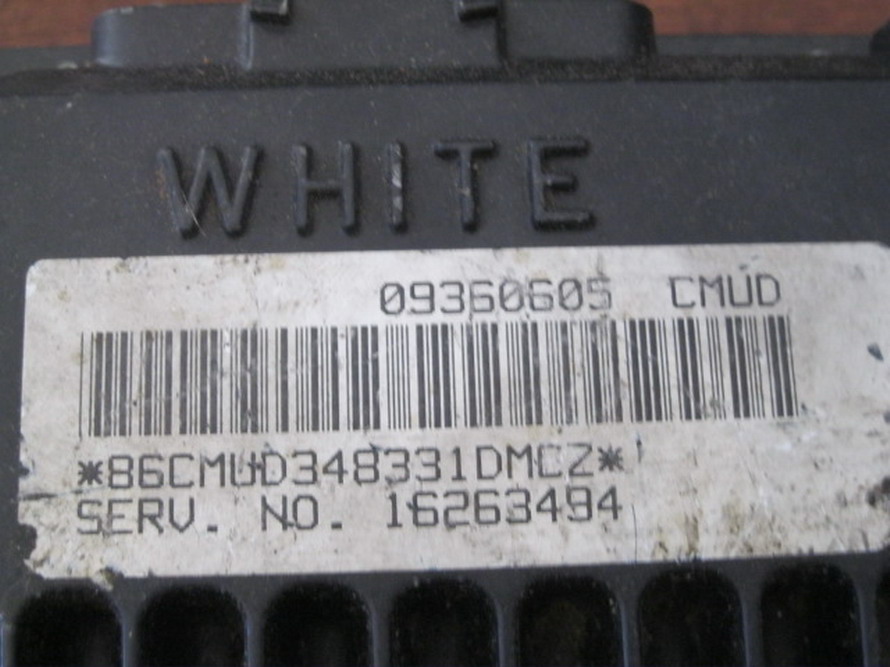 WHITE
09360605 CMUD
*86CMUD348331DMCZ*
SERV. NO. 16263494